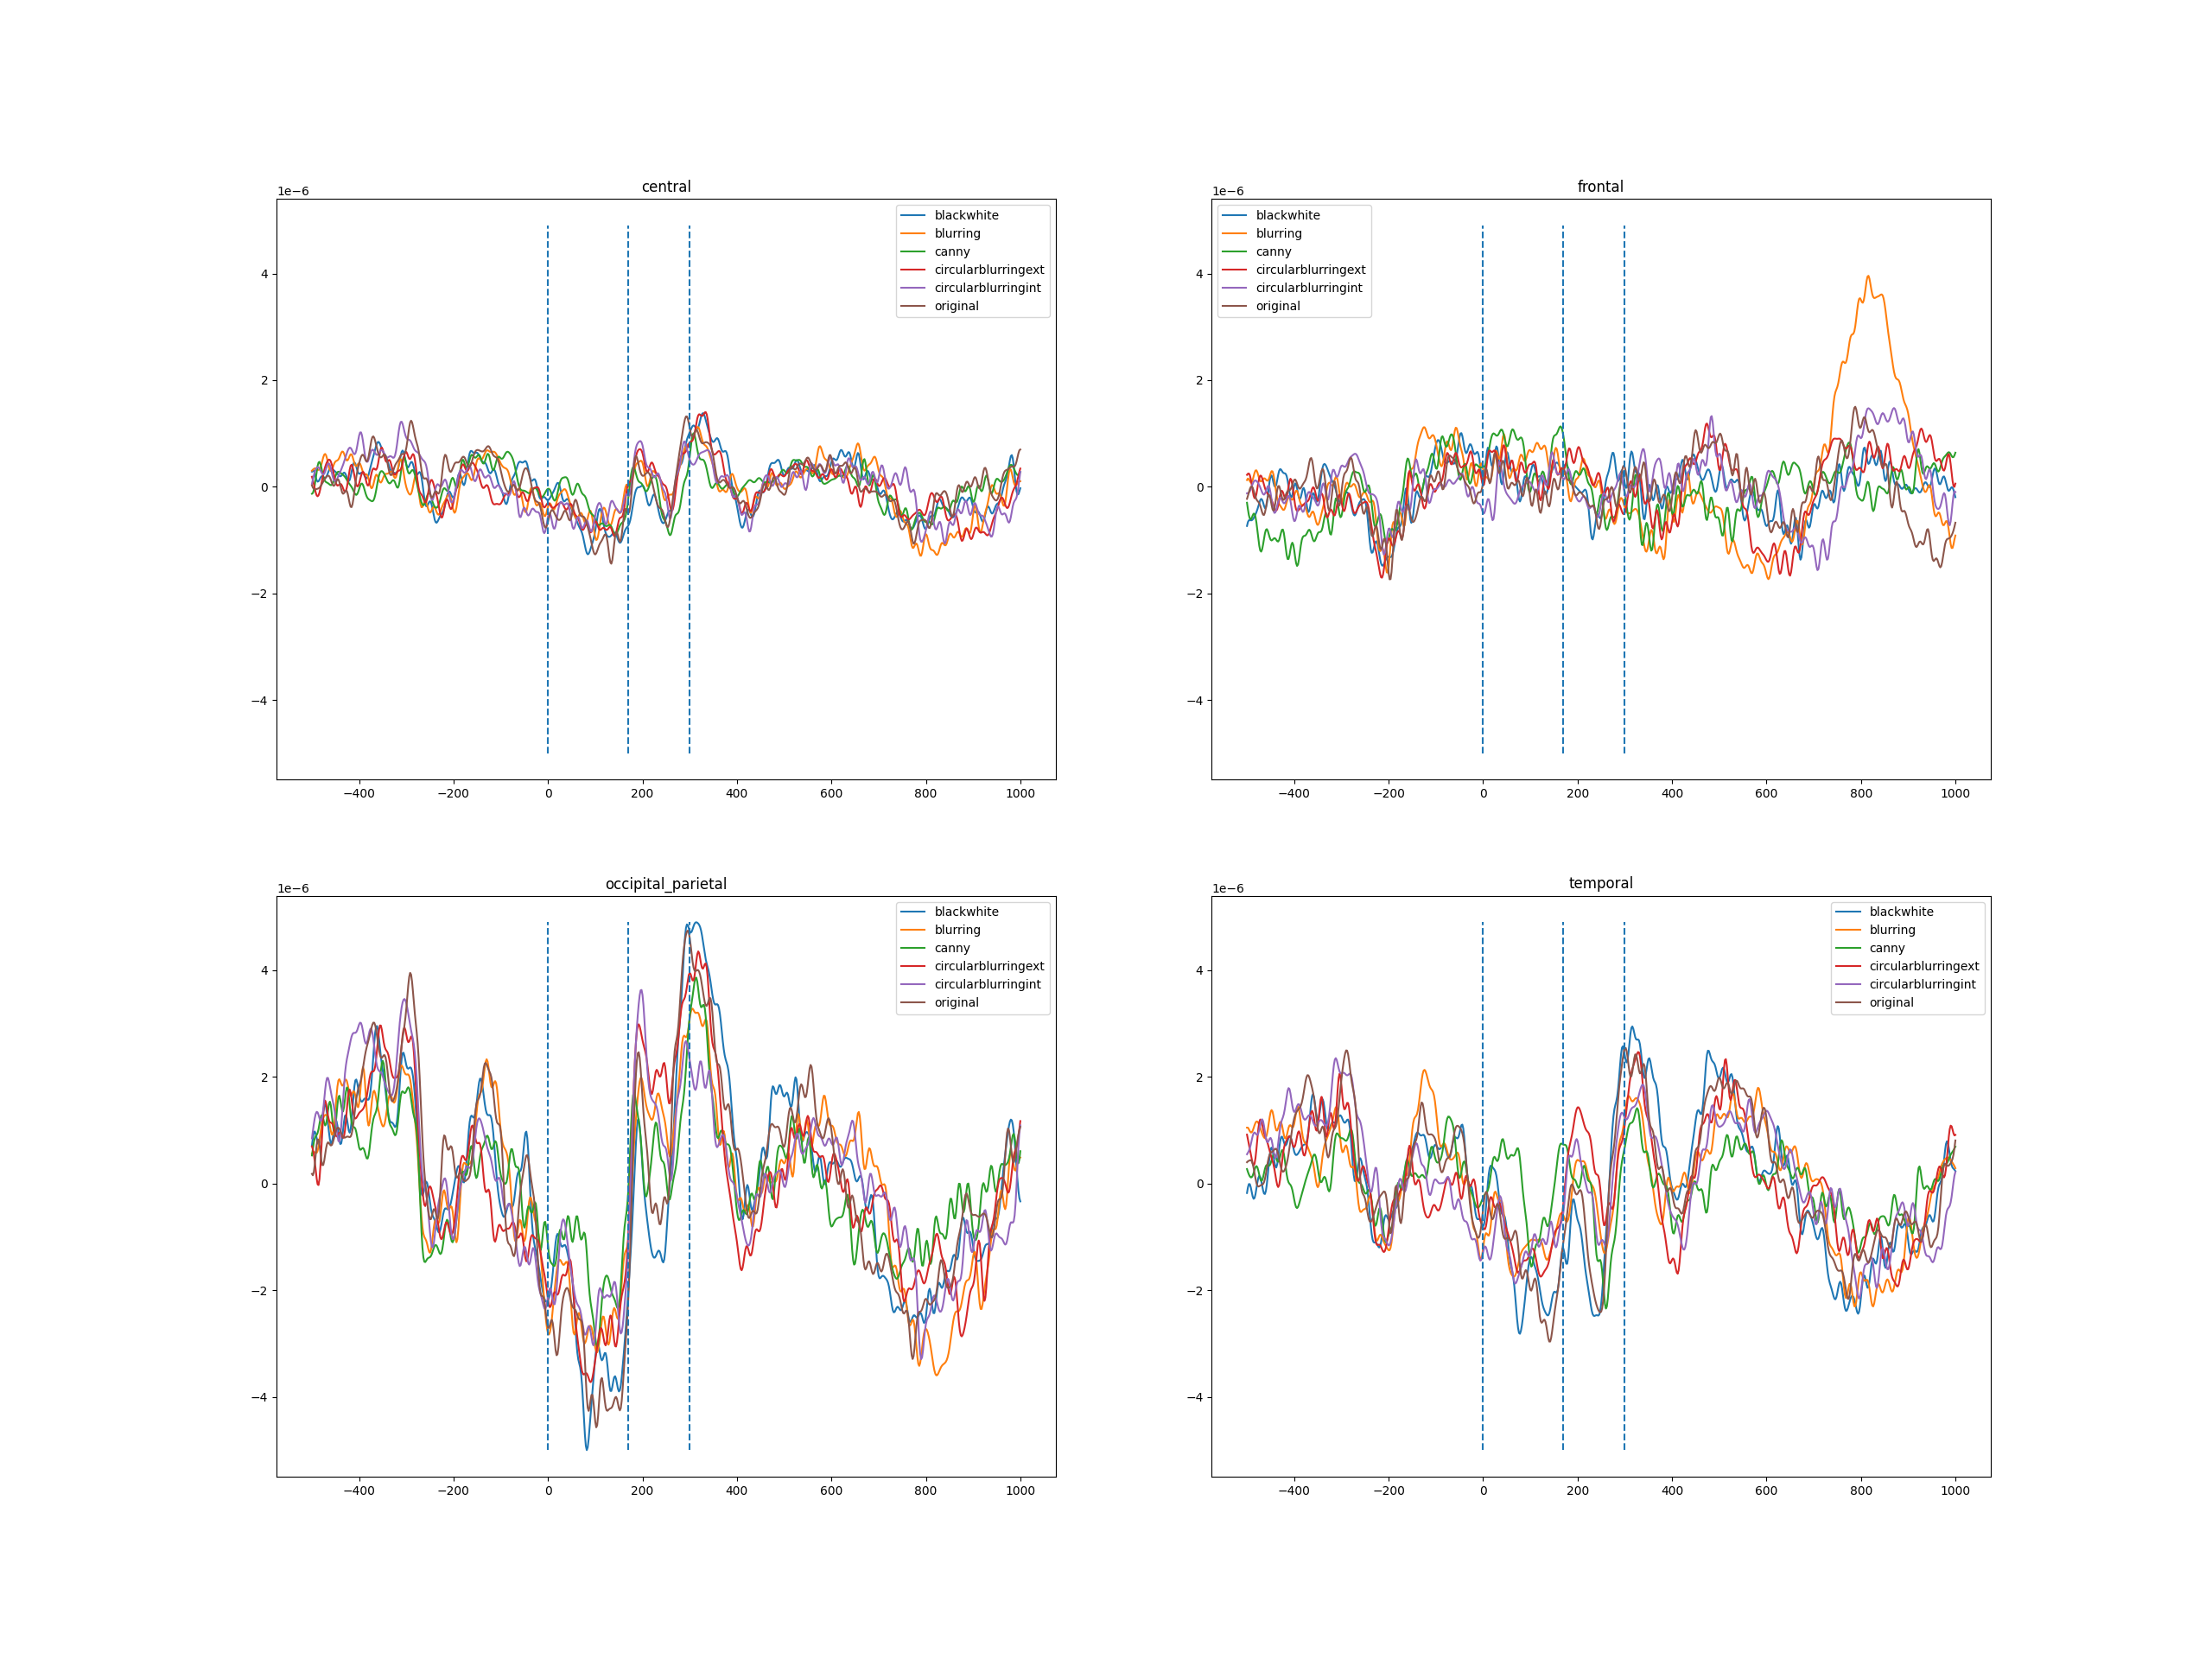 central
1e−6
4
2
0
−2
−4
−400
−200
0
200
400
600
800
1000
blackwhite
blurring
canny
circularblurringext
circularblurringint
original
frontal
1e−6
4
2
0
−2
−4
−400
−200
0
200
400
600
800
1000
blackwhite
blurring
canny
circularblurringext
circularblurringint
original
occipital_parietal
1e−6
4
2
0
−2
−4
−400
−200
0
200
400
600
800
1000
blackwhite
blurring
canny
circularblurringext
circularblurringint
original
temporal
1e−6
4
2
0
−2
−4
−400
−200
0
200
400
600
800
1000
blackwhite
blurring
canny
circularblurringext
circularblurringint
original